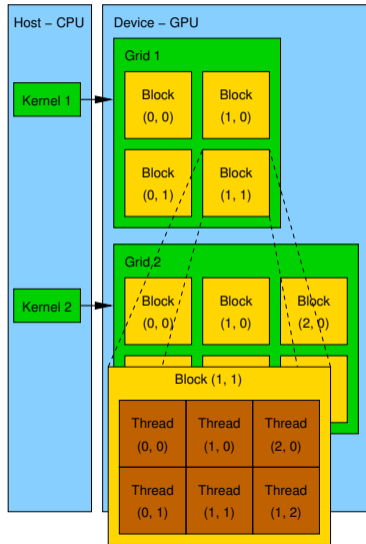 Host – CPU
Device – GPU
Grid 1
Kernel 1
Block
(0, 0)
Block
(1, 0)
Block
(0, 1)
Block
(1, 1)
Grid 2
Kernel 2
Block
(0, 0)
Block
(1, 0)
Block
(2, 0)
Block (1, 1)
Thread
(0, 0)
Thread
(1, 0)
Thread
(2, 0)
Thread
(0, 1)
Thread
(1, 1)
Thread
(1, 2)